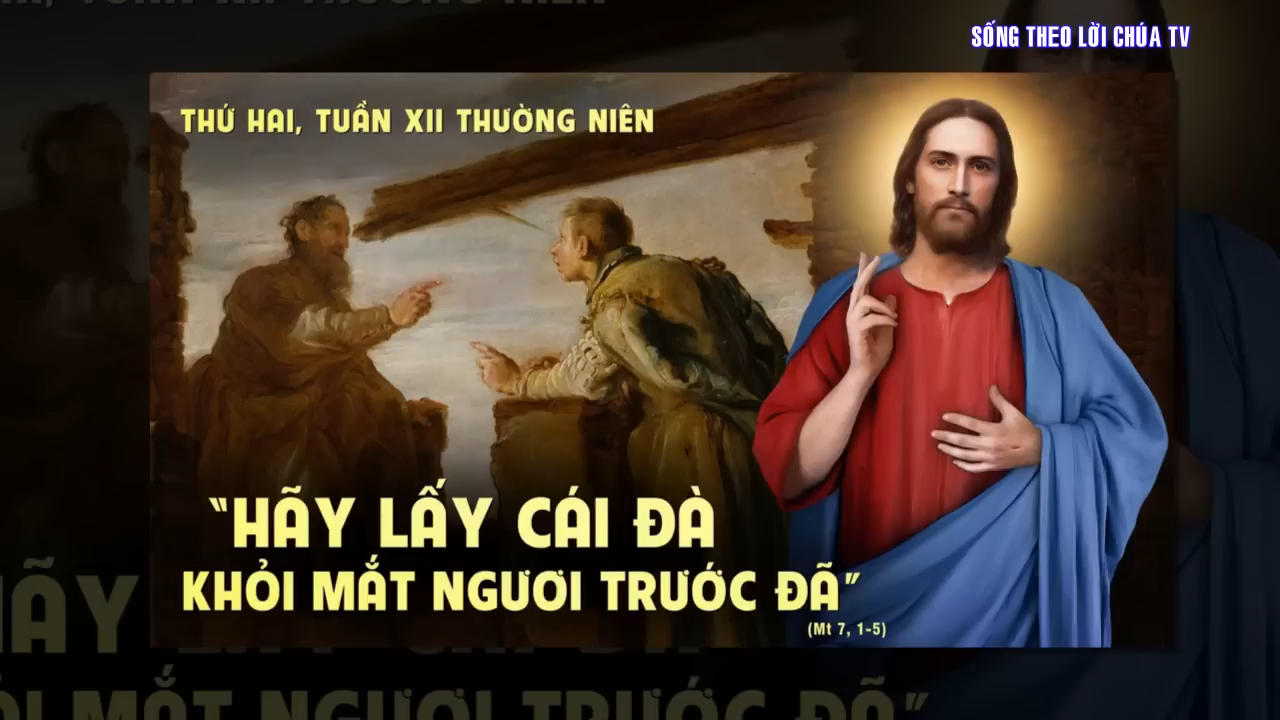 SỐNG THEO LỜI CHÚA TV
THỨ HAI, TUẦN XII THƯỜNG NIÊN
“HÃY LẤY CÁI ĐÀ
KHỎI MẮT NGƯƠI TRƯỚC ĐÃ”
(Mt 7, 1-5)